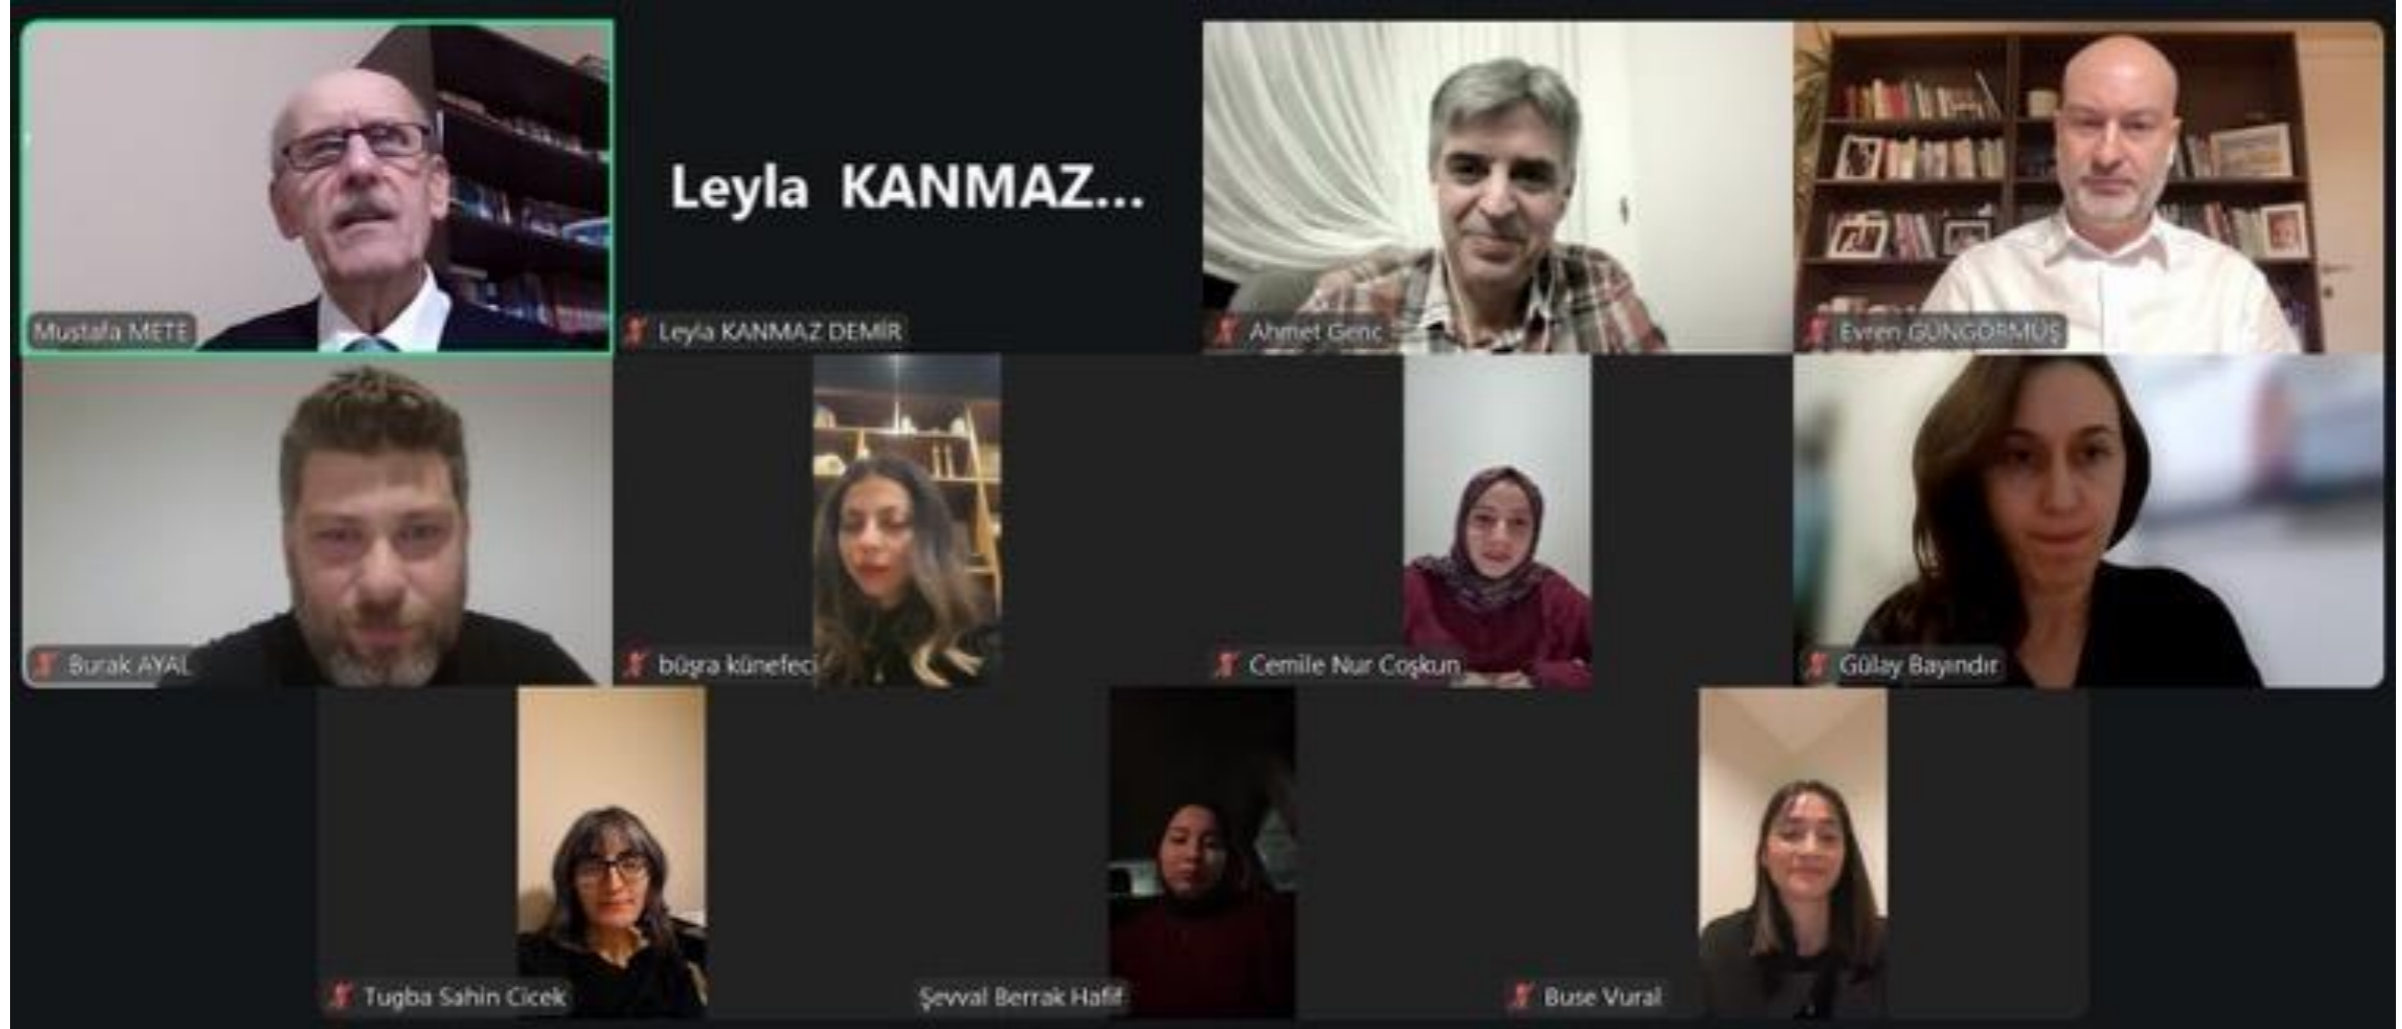 Leyla KANMAZ...
Mustafa METE
Leyla KANMAZ DEMİR
Ahmet Genc
Evren GÜNGÖRMÜŞ
Burak AYAL
büşra künefeci
Cemile Nur Coşkun
Gülay Bayındır
Tugba Sahin Cicek
Şevval Berrak Hafif
Buse Vural